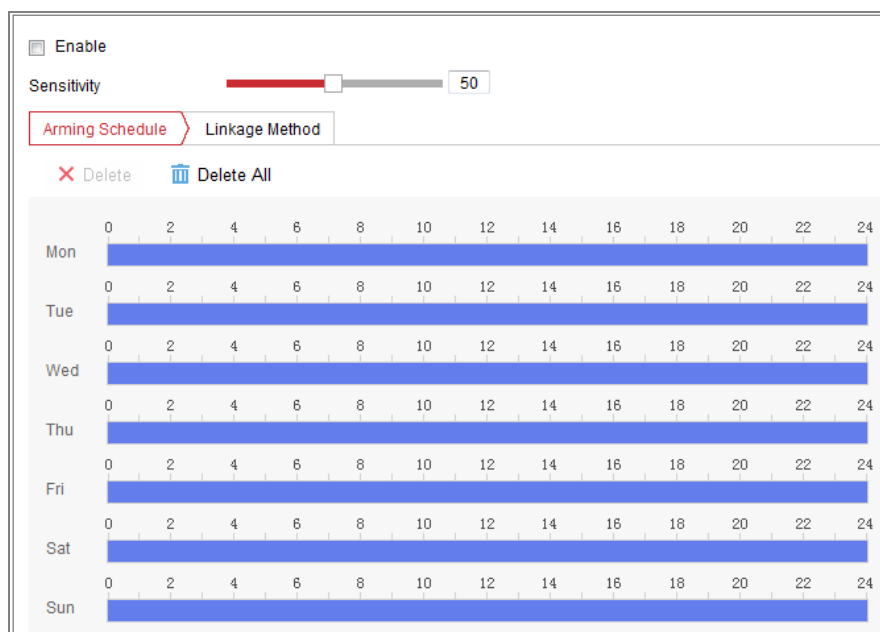 Enable
Sensitivity 50
Arming Schedule Linkage Method
Delete Delete All
0 2 4 6 8 10 12 14 16 18 20 22 24
Mon
0 2 4 6 8 10 12 14 16 18 20 22 24
Tue
0 2 4 6 8 10 12 14 16 18 20 22 24
Wed
0 2 4 6 8 10 12 14 16 18 20 22 24
Thu
0 2 4 6 8 10 12 14 16 18 20 22 24
Fri
0 2 4 6 8 10 12 14 16 18 20 22 24
Sat
0 2 4 6 8 10 12 14 16 18 20 22 24
Sun